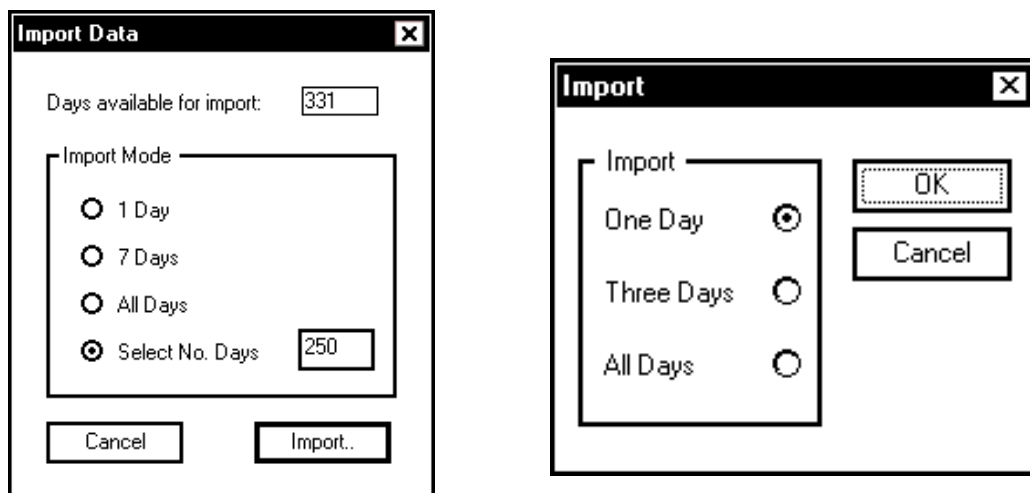 Import Data
Days available for import: 331
Import Mode
1 Day
7 Days
All Days
Select No. Days 250
Cancel Import..
Import
Import
One Day
Three Days
All Days
OK
Cancel